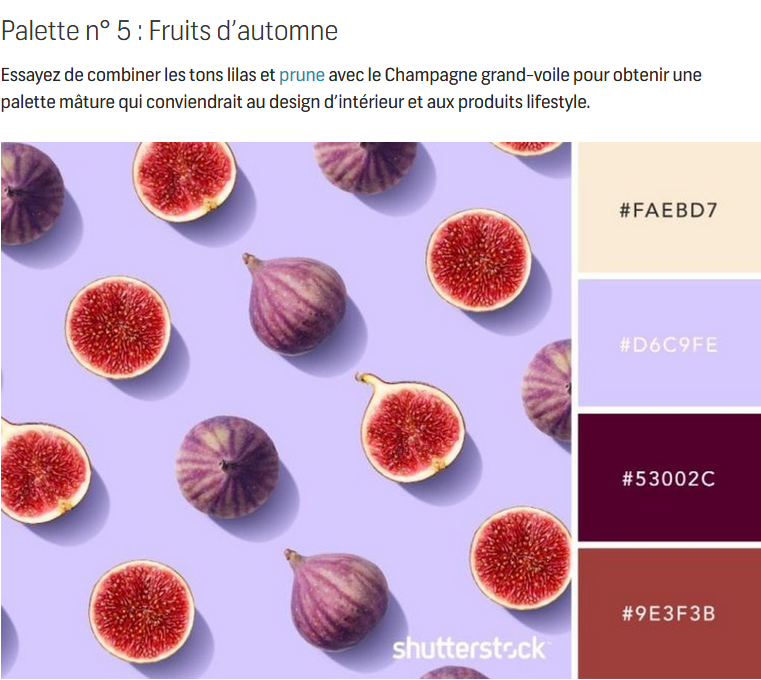 Palette n° 5 : Fruits d’automne
Essayez de combiner les tons lilas et prune avec le Champagne grand-voile pour obtenir une
palette mâture qui conviendrait au design d’intérieur et aux produits lifestyle.
#FAEBD7
#D6C9FE
#53002C
#9E3F3B
shutterstock